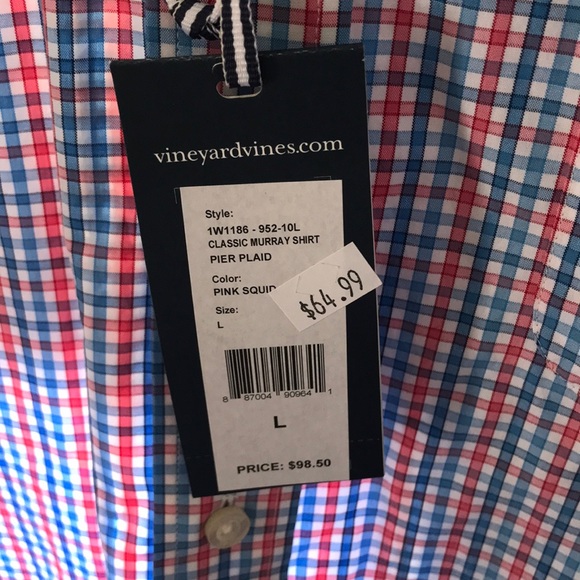 vineyardvines.com
Style:
1W1186 - 952-10L
CLASSIC MURRAY SHIRT
PIER PLAID
Color:
PINK SQUID
$64.99
Size:
L
8 87004 90964 1
L
PRICE: $98.50